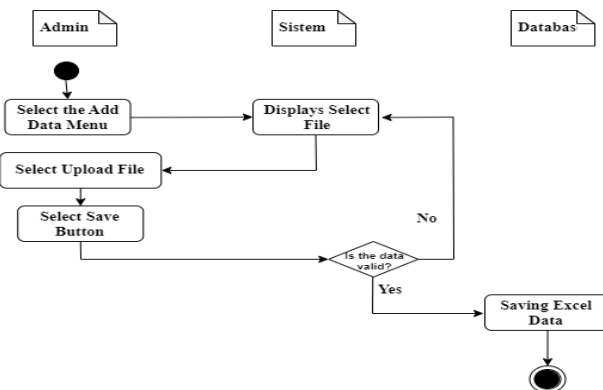 Admin
Sistem
Databas
Select the Add
Data Menu
Displays Select
File
Select Upload File
Select Save
Button
No
Is the data
valid?
Yes
Saving Excel
Data